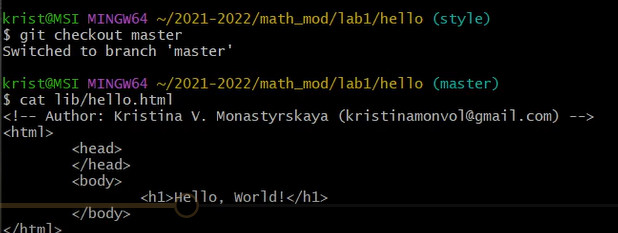 krist@MSI MINGW64 ~/2021-2022/math_mod/lab1/hello (style)
$ git checkout master
Switched to branch 'master'
krist@MSI MINGW64 ~/2021-2022/math_mod/lab1/hello (master)
$ cat lib/hello.html
<!-- Author: Kristina V. Monastyrskaya (kristinamonvol@gmail.com) -->
<html>
        <head>
        </head>
        <body>
                <h1>Hello, World!</h1>
        </body>
</html>